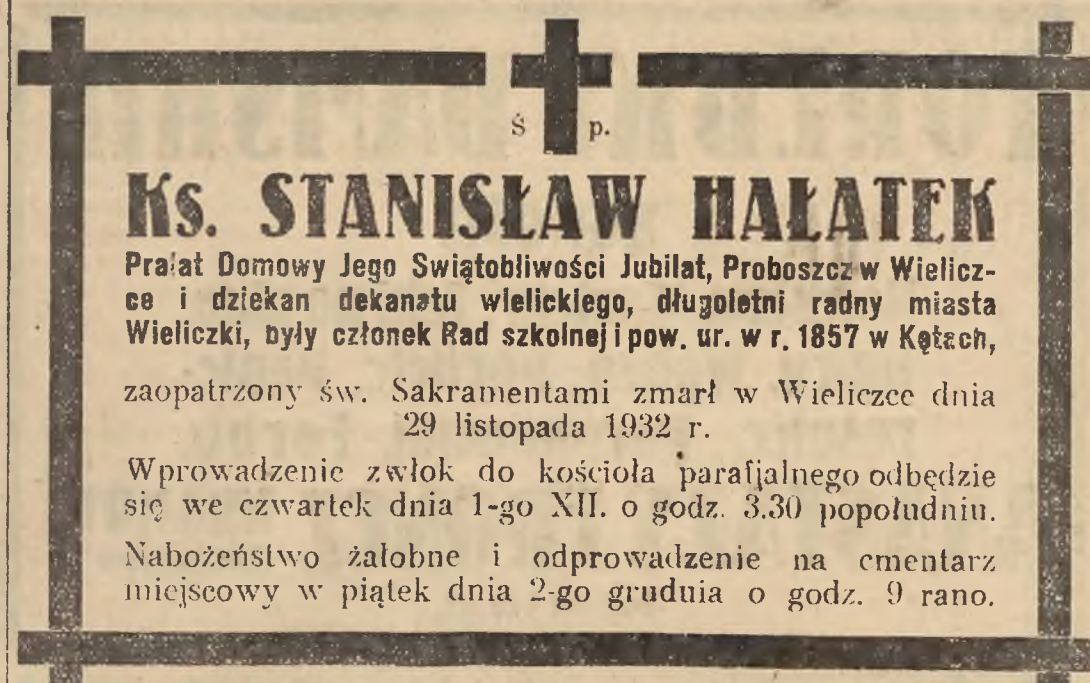 Ś p.
Ks. STANISŁAW HAŁATEK
Prałat Domowy Jego Swiątobliwości Jubilat, Proboszcz w Wielicz-
ce i dziekan dekanatu wielickiego, długoletni radny miasta
Wieliczki, były członek Rad szkolnej i pow. ur. w r. 1857 w Kętach,
zaopatrzony św. Sakramentami zmarł w Wieliczce dnia
29 listopada 1932 r.
Wprowadzenie zwłok do kościoła parafjalnego odbędzie
się we czwartek dnia 1-go XII. o godz. 3.30 popołudniu.
Nabożeństwo żałobne i odprowadzenie na cmentarz
miejscowy w piątek dnia 2-go grudnia o godz. 9 rano.